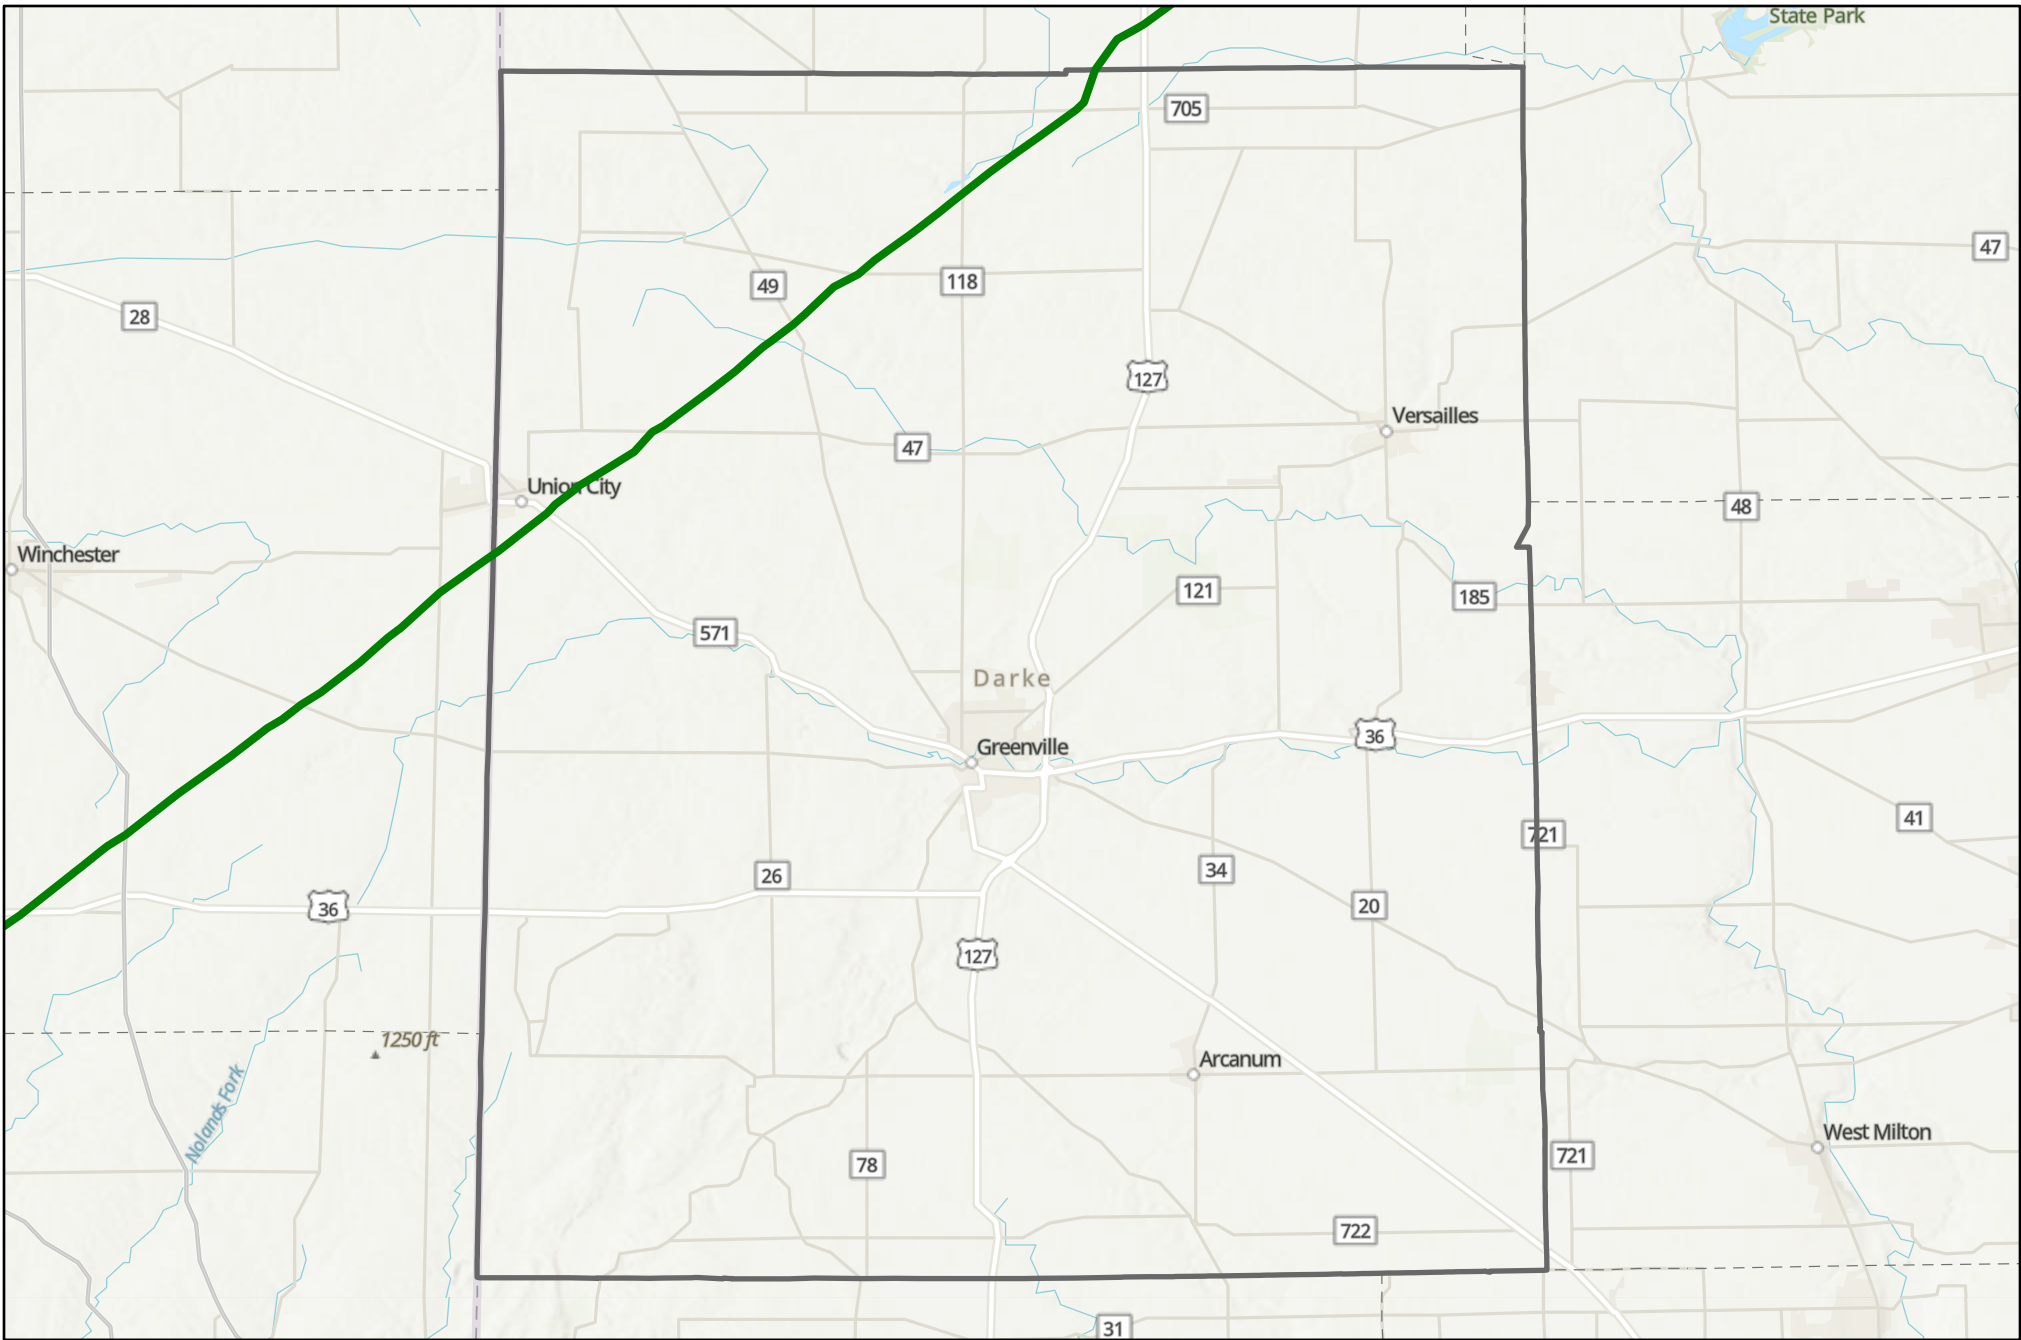 State Park
705
47
118
49
28
127
Versailles
47
Union City
48
Winchester
121
185
571
Darke
36
Greenville
721
41
34
26
20
36
127
1250 ft
Arcanum
Nolands Fork
West Milton
721
78
722
31